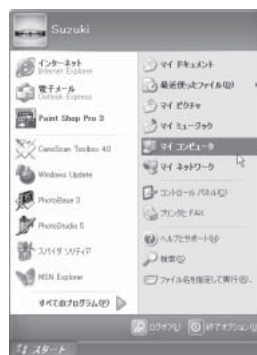 Suzuki
インターネット
Internet Explorer
電子メール
Outlook Express
Paint Shop Pro 3
CanoScan Toolbox 4.0
Windows Update
PhotoBase 3
PhotoStudio 5
スパイダ ソリティア
MSN Explorer
すべてのプログラム(P)
マイ ドキュメント
最近使ったファイル(D)
マイ ピクチャ
マイ ミュージック
マイ コンピュータ
マイ ネットワーク
コントロール パネル(C)
プリンタと FAX
ヘルプとサポート(H)
検索(S)
ファイル名を指定して実行(R)...
ログオフ(L)
終了オプション(U)
スタート